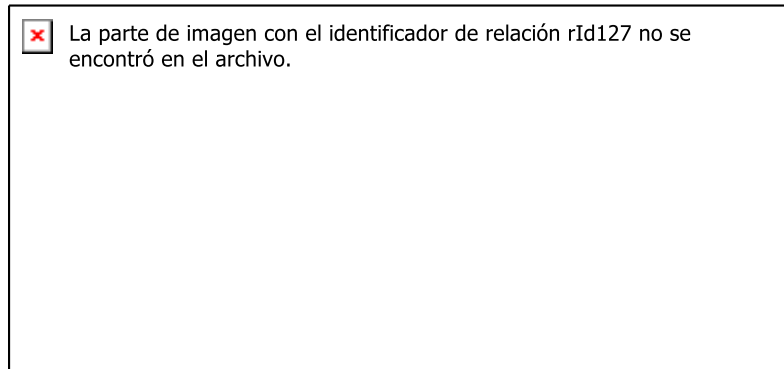 La parte de imagen con el identificador de relación rId127 no se
encontró en el archivo.